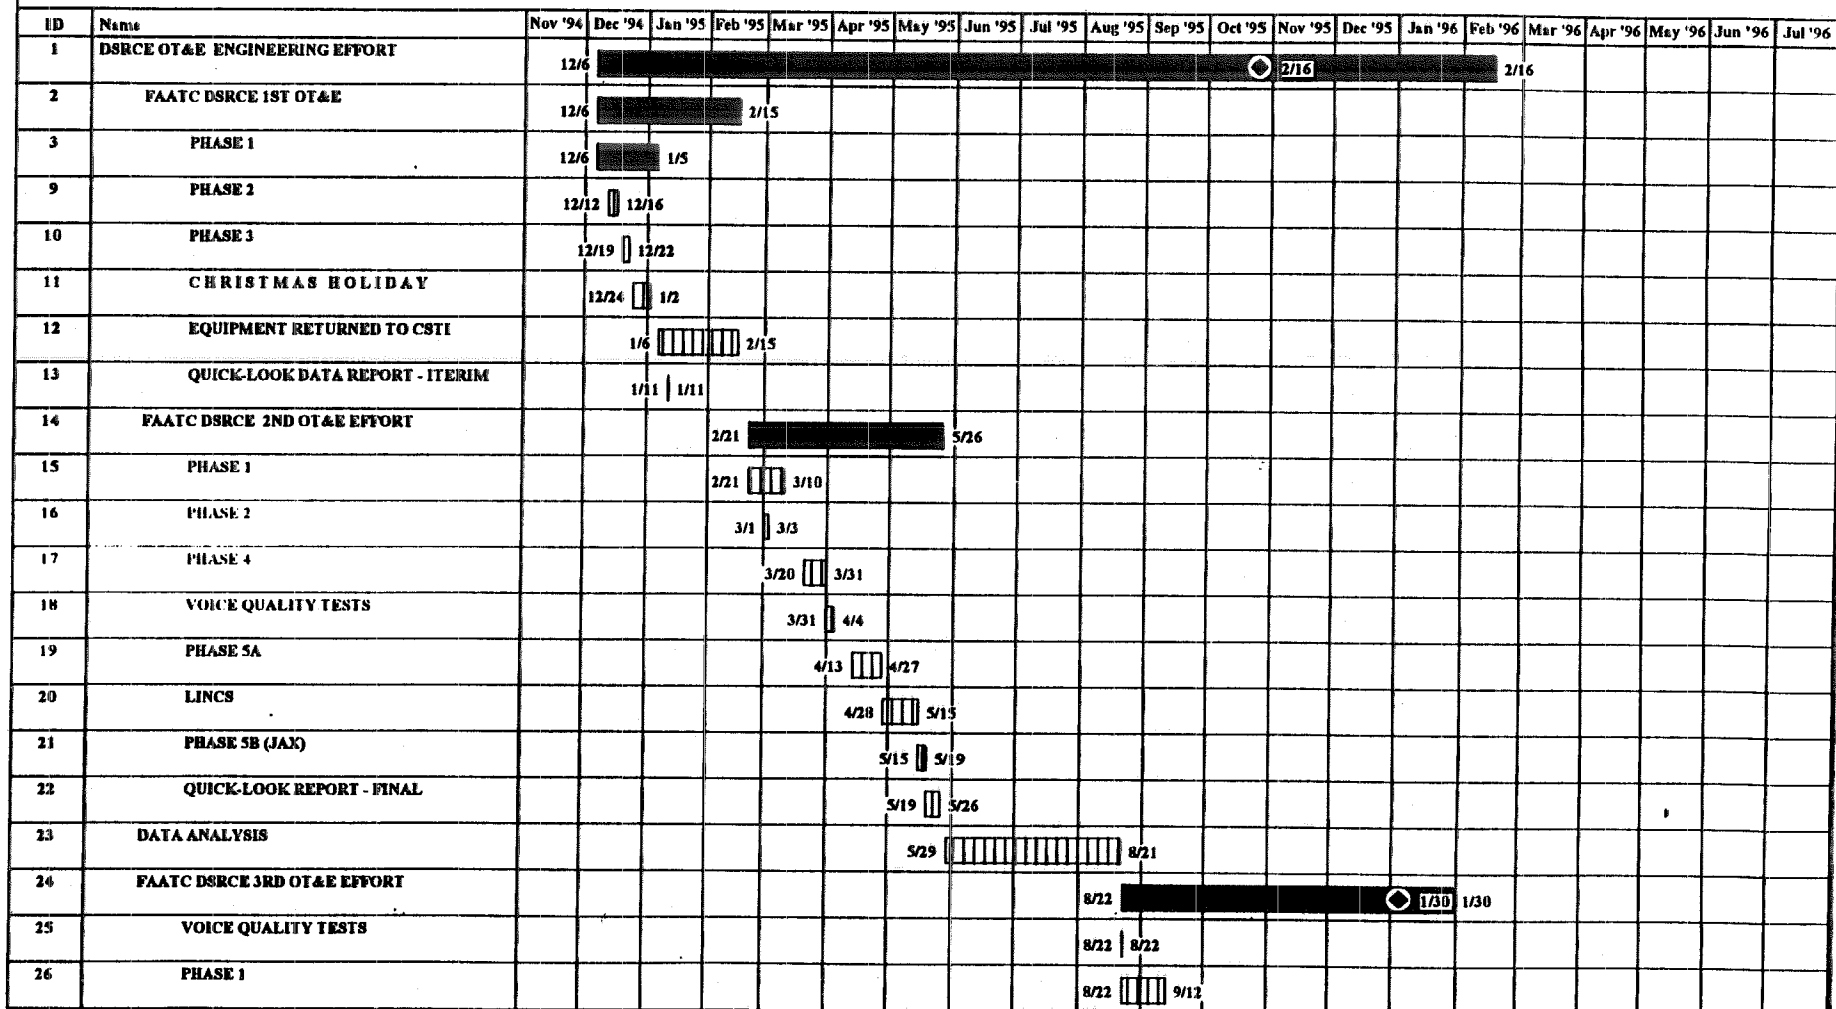 ID Name Nov '94 Dec '94 Jan '95 Feb '95 Mar '95 Apr '95 May '95 Jun '95 Jul '95 Aug '95 Sep '95 Oct '95 Nov '95 Dec '95 Jan '96 Feb '96 Mar '96 Apr '96 May '96 Jun '96 Jul '96
1 DSRCE OT&E ENGINEERING EFFORT 12/6 2/16 2/16
2 FAATC DSRCE 1ST OT&E 12/6 2/15
3 PHASE 1 12/6 1/5
9 PHASE 2 12/12 12/16
10 PHASE 3 12/19 12/22
11 CHRISTMAS HOLIDAY 12/24 1/2
12 EQUIPMENT RETURNED TO CSTI 1/6 2/15
13 QUICK-LOOK DATA REPORT - ITERIM 1/11 1/11
14 FAATC DSRCE 2ND OT&E EFFORT 2/21 5/26
15 PHASE 1 2/21 3/10
16 PHASE 2 3/1 3/3
17 PHASE 4 3/20 3/31
18 VOICE QUALITY TESTS 3/31 4/4
19 PHASE 5A 4/13 4/27
20 LINCS 4/28 5/15
21 PHASE 5B (JAX) 5/15 5/19
22 QUICK-LOOK REPORT - FINAL 5/19 5/26
23 DATA ANALYSIS 5/29 8/21
24 FAATC DSRCE 3RD OT&E EFFORT 8/22 1/30 1/30
25 VOICE QUALITY TESTS 8/22 8/22
26 PHASE 1 8/22 9/12